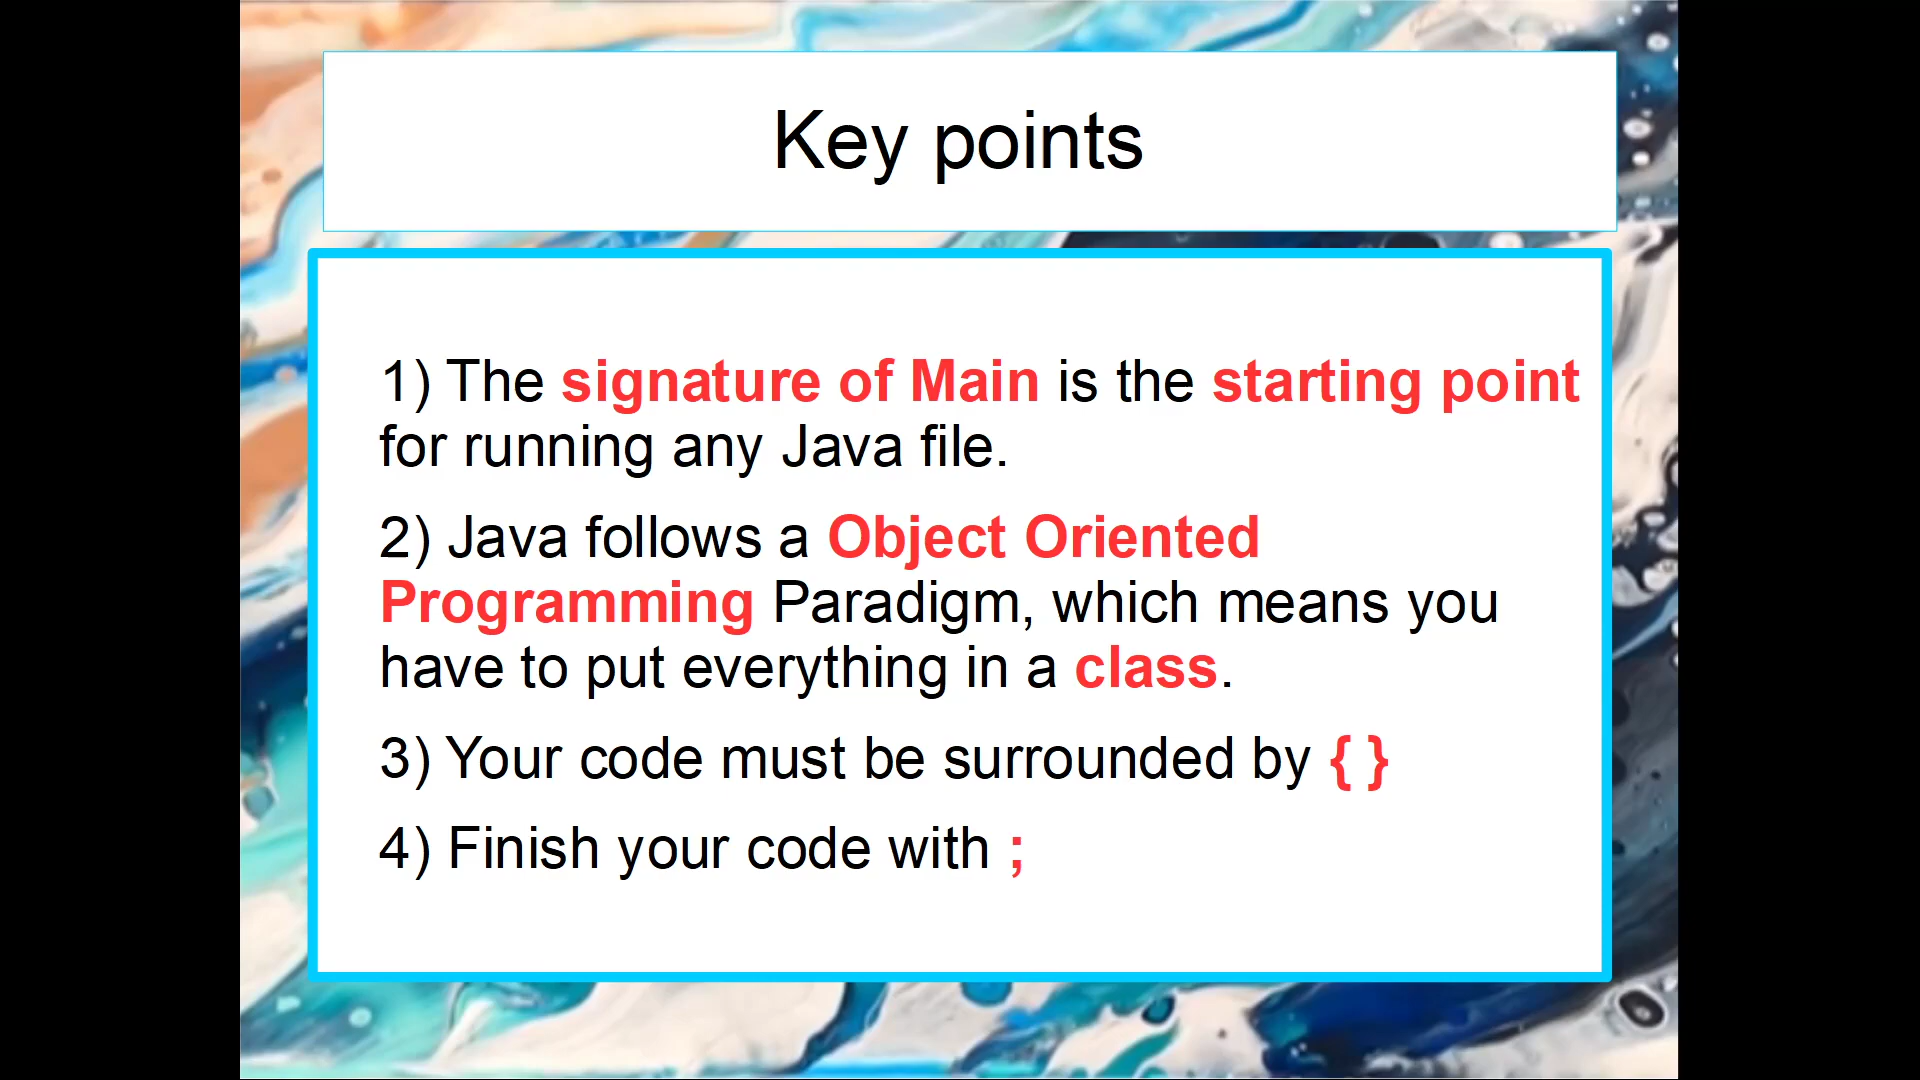 Key points
1) The signature of Main is the starting point
for running any Java file.
2) Java follows a Object Oriented
Programming Paradigm, which means you
have to put everything in a class.
3) Your code must be surrounded by { }
4) Finish your code with ;